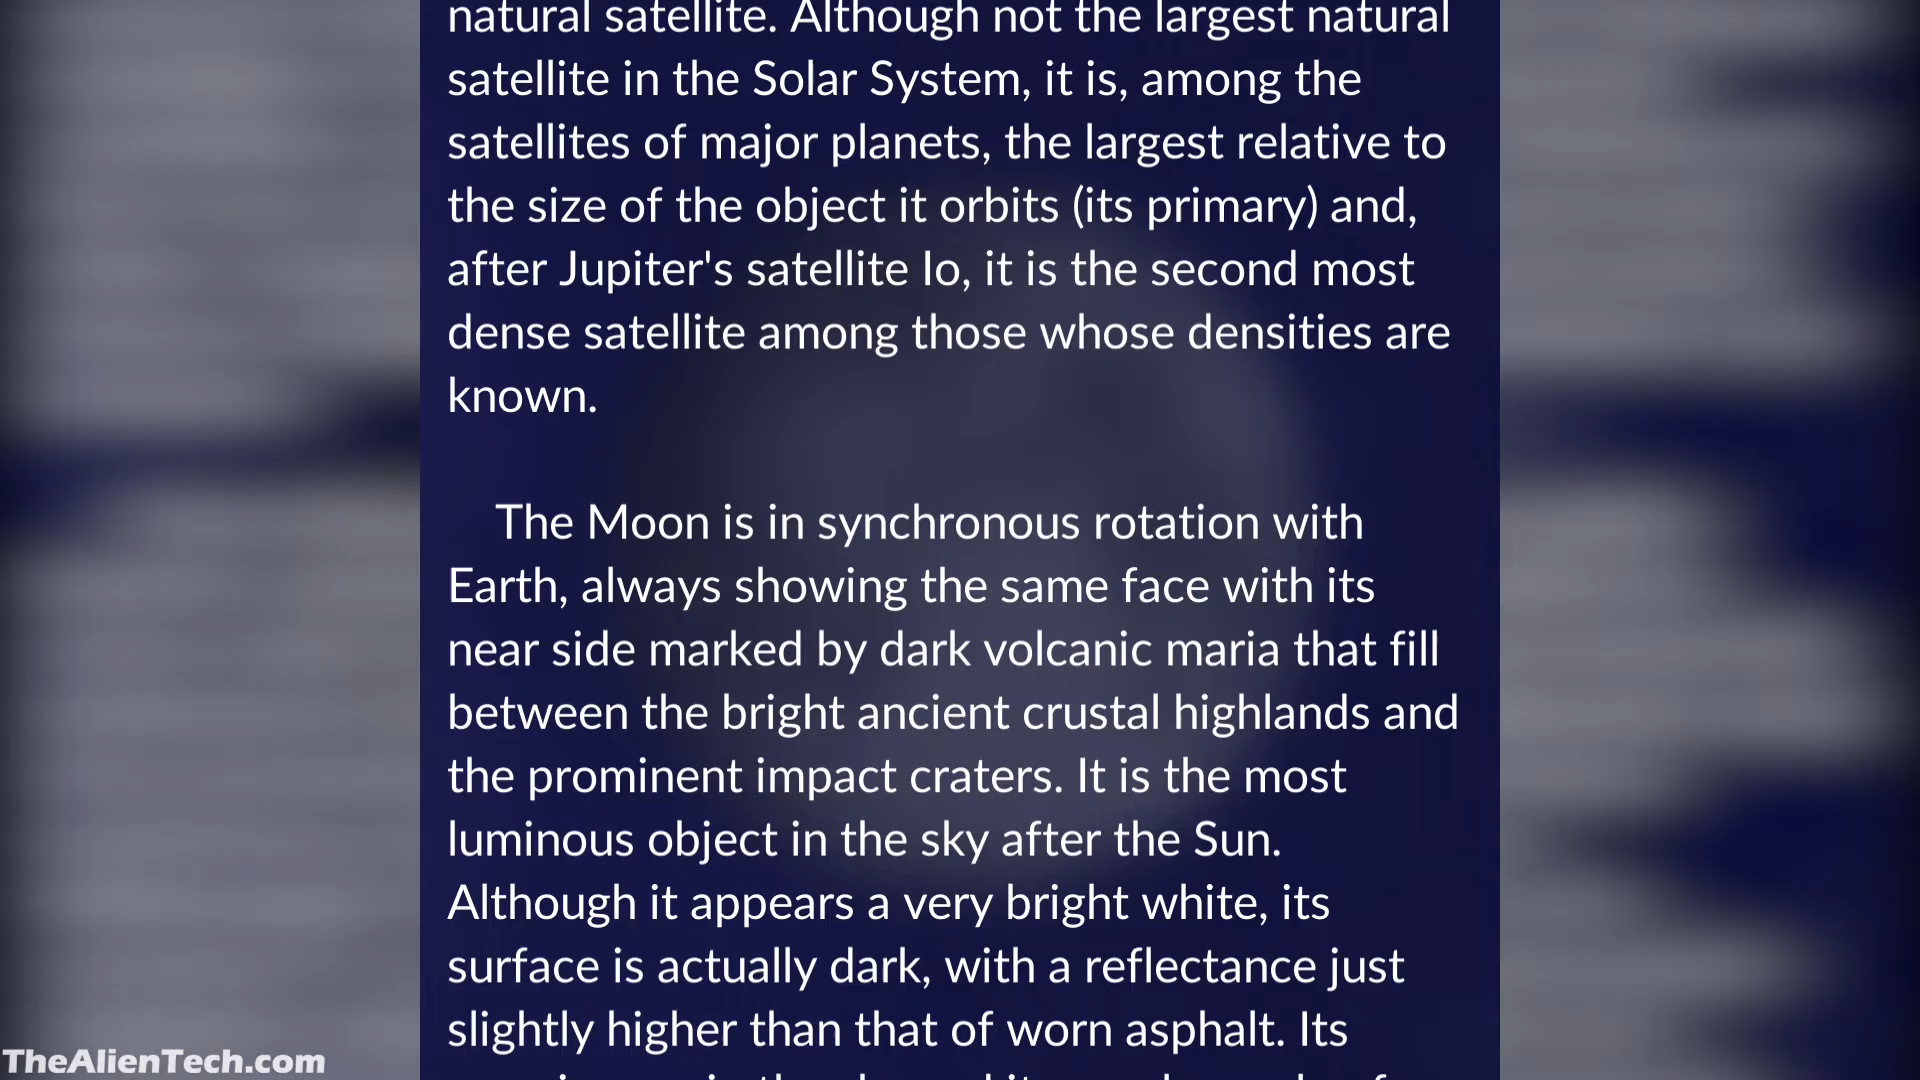 natural satellite. Although not the largest natural
satellite in the Solar System, it is, among the
satellites of major planets, the largest relative to
the size of the object it orbits (its primary) and,
after Jupiter's satellite Io, it is the second most
dense satellite among those whose densities are
known.
The Moon is in synchronous rotation with
Earth, always showing the same face with its
near side marked by dark volcanic maria that fill
between the bright ancient crustal highlands and
the prominent impact craters. It is the most
luminous object in the sky after the Sun.
Although it appears a very bright white, its
surface is actually dark, with a reflectance just
slightly higher than that of worn asphalt. Its
TheAlienTech.com